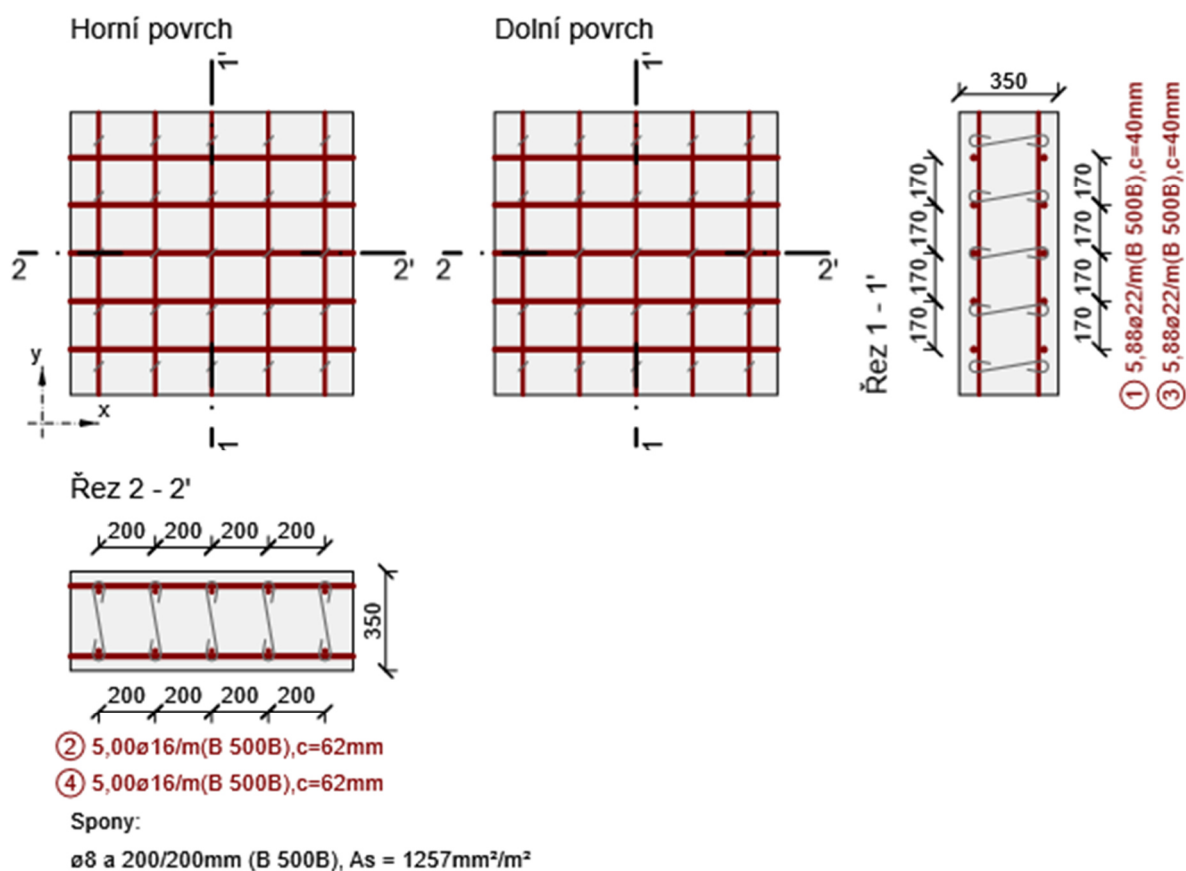 Horní povrch
Dolní povrch
1'
1'
350
2
2'
2
2'
170
170
170
170
170
170
170
170
Řez 1 - 1'
① 5,88ø22/m(B 500B),c=40mm
③ 5,88ø22/m(B 500B),c=40mm
y
x
1
1
Řez 2 - 2'
200
200
200
200
350
200
200
200
200
② 5,00ø16/m(B 500B),c=62mm
④ 5,00ø16/m(B 500B),c=62mm
Spony:
ø8 a 200/200mm (B 500B), As = 1257mm²/m²